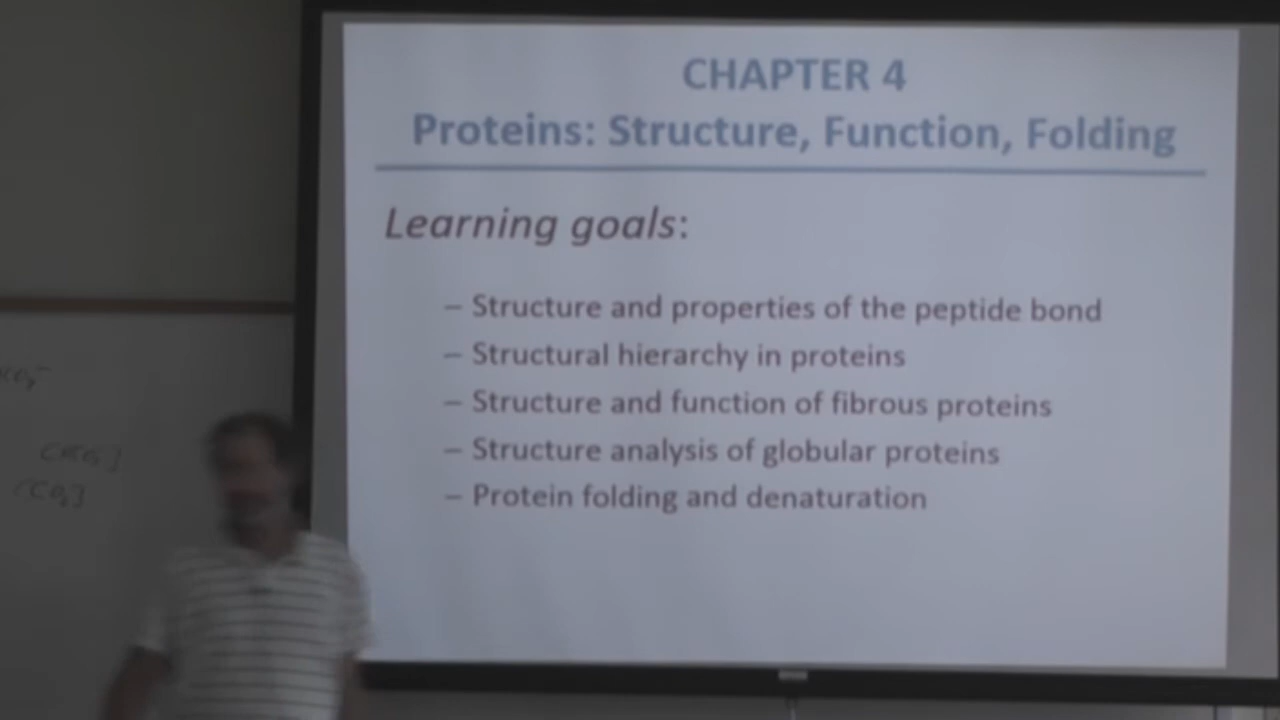 CHAPTER 4
Proteins: Structure, Function, Folding
Learning goals:
– Structure and properties of the peptide bond
– Structural hierarchy in proteins
– Structure and function of fibrous proteins
– Structure analysis of globular proteins
– Protein folding and denaturation